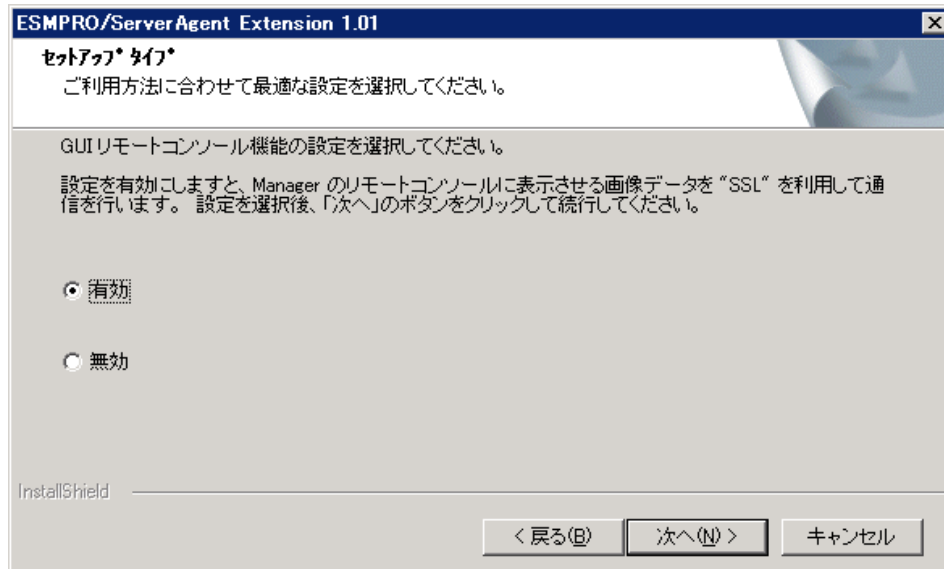 ESMPRO/ServerAgent Extension 1.01
セットアップ タイプ
ご利用方法に合わせて最適な設定を選択してください。
GUIリモートコンソール機能の設定を選択してください。
設定を有効にしますと、Manager のリモートコンソールに表示させる画像データを "SSL" を利用して通
信を行います。 設定を選択後、「次へ」のボタンをクリックして続行してください。
有効
無効
InstallShield
< 戻る(B) 次へ(N) > キャンセル